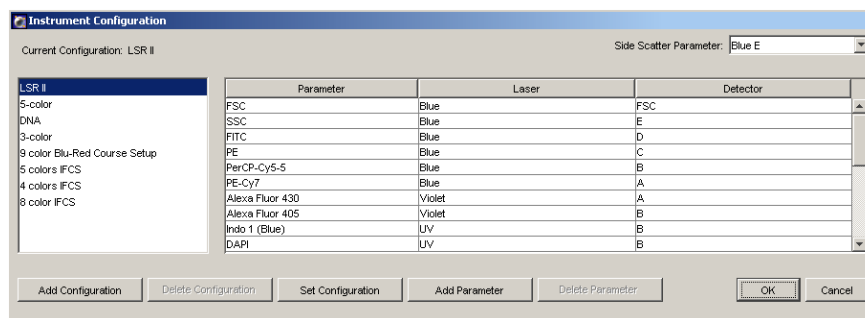 Instrument Configuration
Current Configuration: LSR II
Side Scatter Parameter: Blue E
LSR II
5-color
DNA
3-color
9 color Blu-Red Course Setup
5 colors IFCS
4 colors IFCS
8 color IFCS
Parameter Laser Detector
FSC Blue FSC
SSC Blue E
FITC Blue D
PE Blue C
PerCP-Cy5-5 Blue B
PE-Cy7 Blue A
Alexa Fluor 430 Violet A
Alexa Fluor 405 Violet B
Indo 1 (Blue) UV B
DAPI UV B
Add Configuration Delete Configuration Set Configuration Add Parameter Delete Parameter OK Cancel